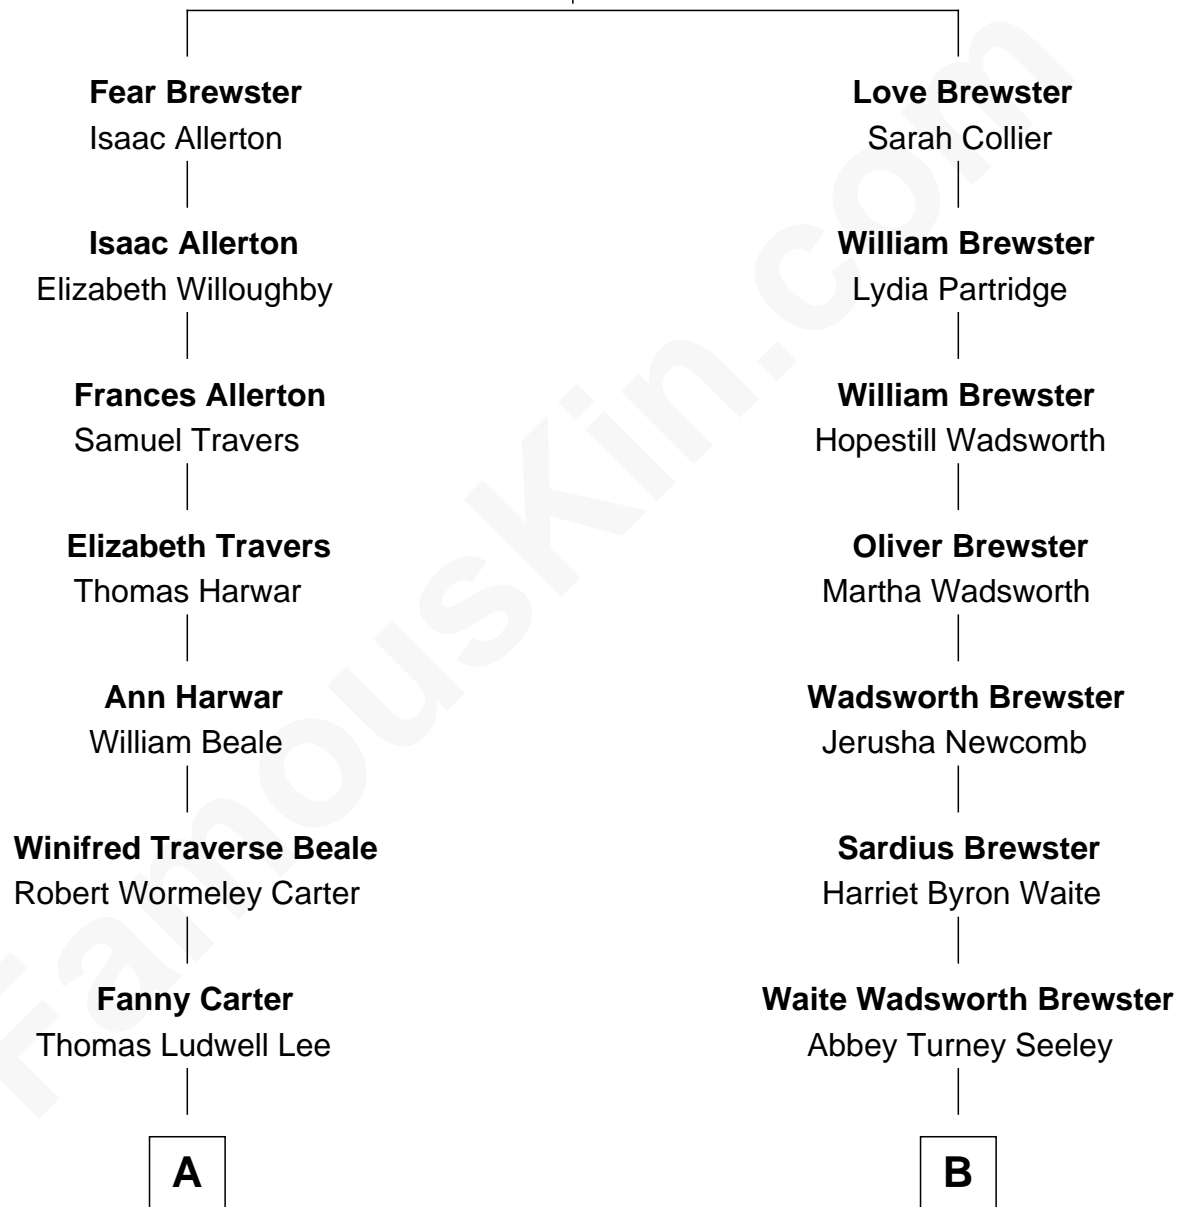 Fear Brewster
Isaac Allerton
Isaac Allerton
Elizabeth Willoughby
Frances Allerton
Samuel Travers
Elizabeth Travers
Thomas Harwar
Ann Harwar
William Beale
Winifred Traverse Beale
Robert Wormeley Carter
Fanny Carter
Thomas Ludwell Lee
A
Love Brewster
Sarah Collier
William Brewster
Lydia Partridge
William Brewster
Hopestill Wadsworth
Oliver Brewster
Martha Wadsworth
Wadsworth Brewster
Jerusha Newcomb
Sardius Brewster
Harriet Byron Waite
Waite Wadsworth Brewster
Abbey Turney Seeley
B
FamousKin.com